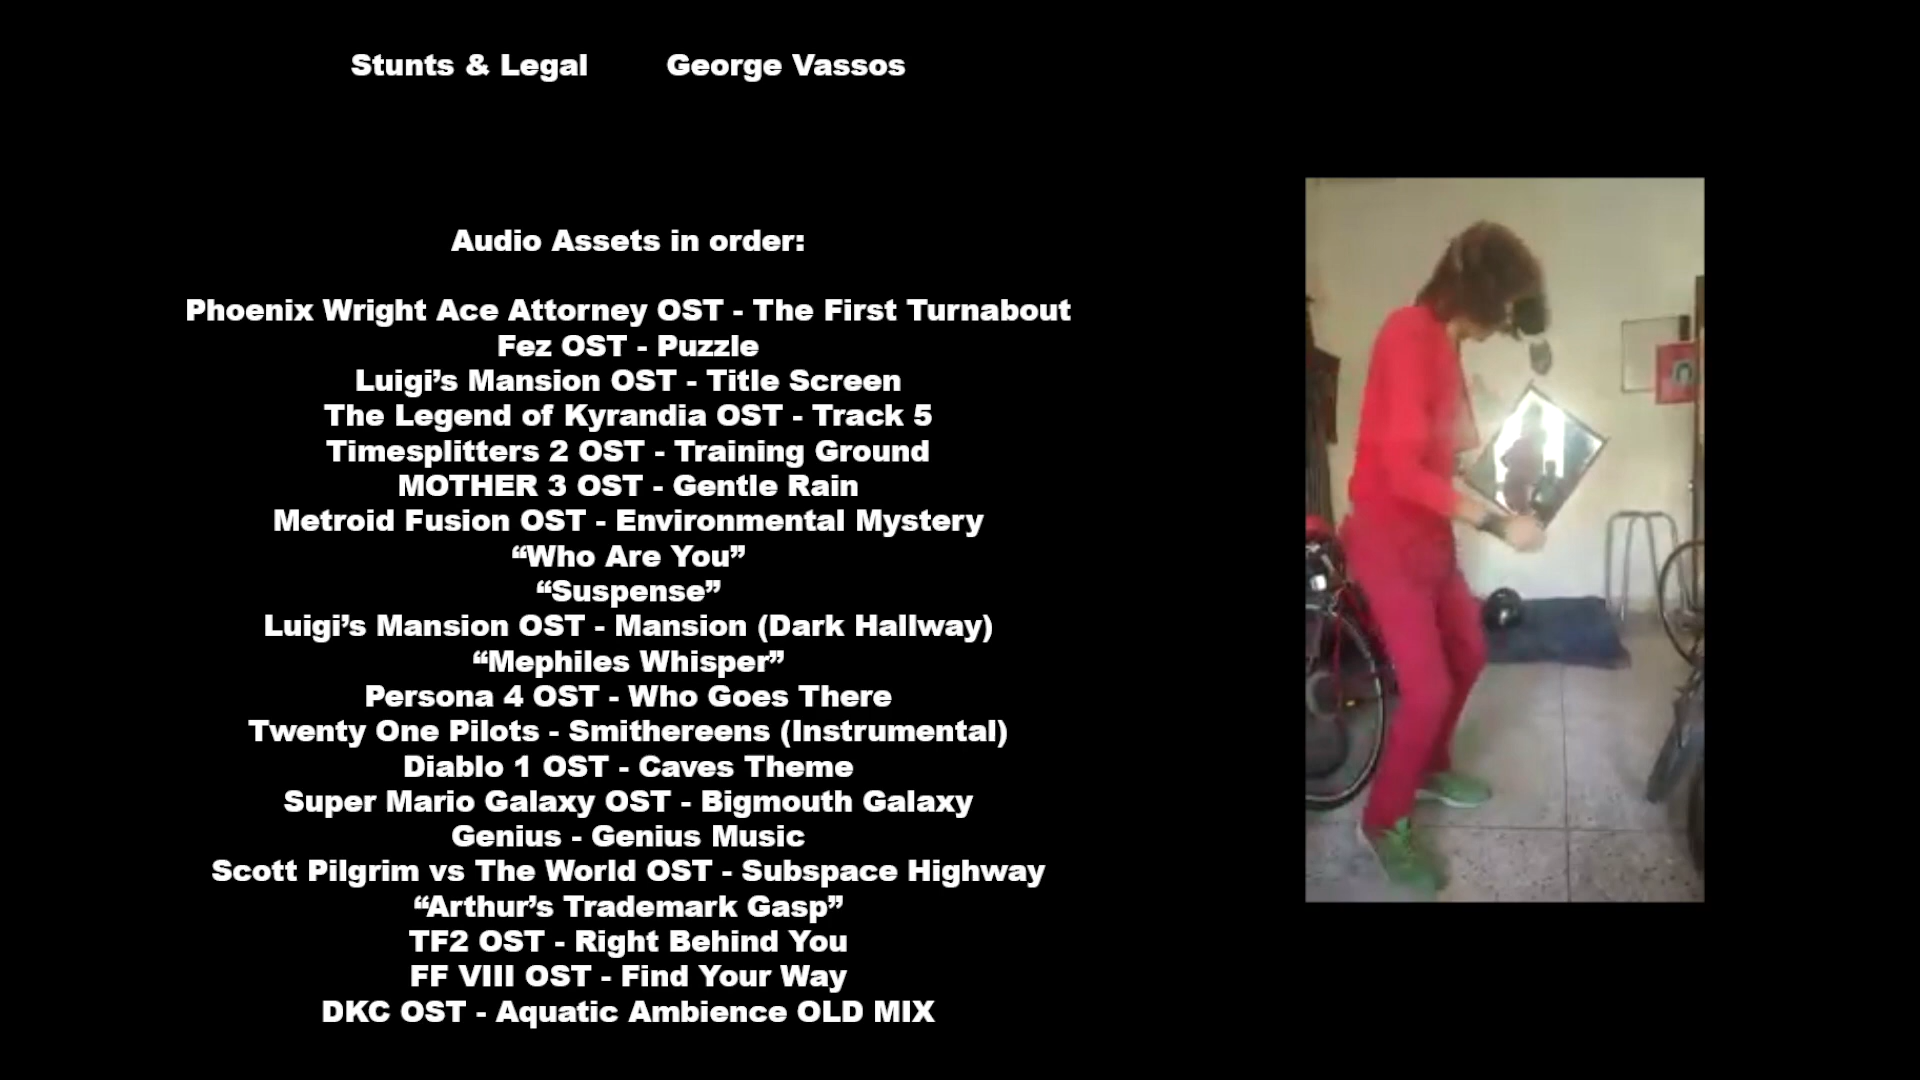 Stunts & Legal George Vassos
Audio Assets in order:
Phoenix Wright Ace Attorney OST - The First Turnabout
Fez OST - Puzzle
Luigi’s Mansion OST - Title Screen
The Legend of Kyrandia OST - Track 5
Timesplitters 2 OST - Training Ground
MOTHER 3 OST - Gentle Rain
Metroid Fusion OST - Environmental Mystery
“Who Are You”
“Suspense”
Luigi’s Mansion OST - Mansion (Dark Hallway)
“Mephiles Whisper”
Persona 4 OST - Who Goes There
Twenty One Pilots - Smithereens (Instrumental)
Diablo 1 OST - Caves Theme
Super Mario Galaxy OST - Bigmouth Galaxy
Genius - Genius Music
Scott Pilgrim vs The World OST - Subspace Highway
“Arthur’s Trademark Gasp”
TF2 OST - Right Behind You
FF VIII OST - Find Your Way
DKC OST - Aquatic Ambience OLD MIX